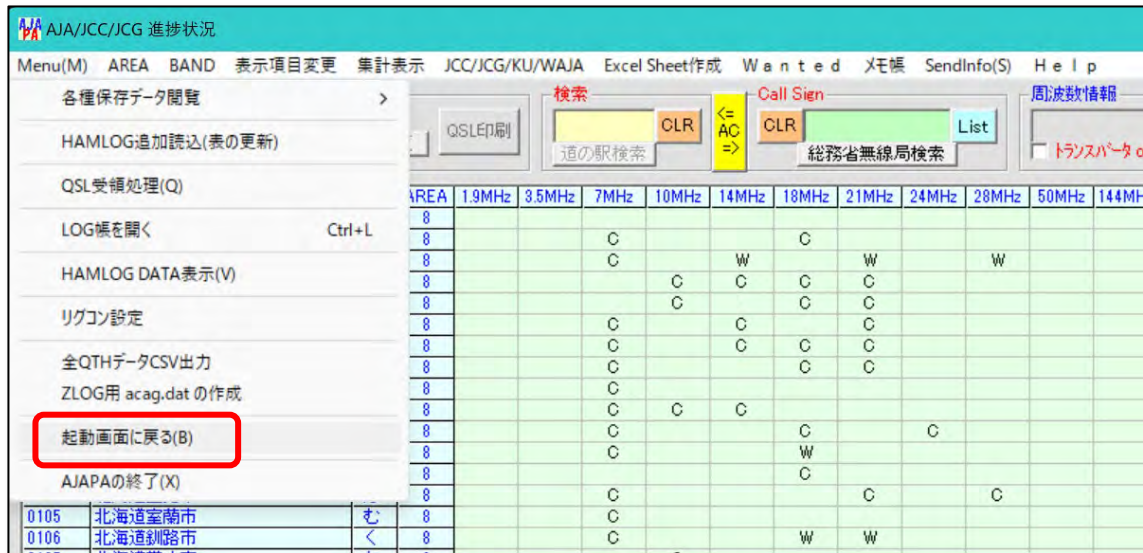 AJA/JCC/JCG 進捗状況
Menu(M) AREA BAND 表示項目変更 集計表示 JCC/JCG/KU/WAJA Excel Sheet作成 Ｗａｎｔｅｄ メモ帳 SendInfo(S) Ｈｅｌｐ
各種保存データ閲覧 >
HAMLOG追加読込(表の更新)
QSL受領処理(Q)
LOG帳を開く Ctrl+L
HAMLOG DATA表示(V)
リグコン設定
全QTHデータCSV出力
ZLOG用 acag.dat の作成
起動画面に戻る(B)
AJAPAの終了(X)
QSL印刷
検索
CLR
道の駅検索
<=
AC
=>
Call Sign
CLR List
総務省無線局検索
周波数情報
トランスバータ
AREA 1.9MHz 3.5MHz 7MHz 10MHz 14MHz 18MHz 21MHz 24MHz 28MHz 50MHz 144MH
8
8 C C
8 C W W W
8 C C C C
8 C C C
8 C C C
8 C C C C
8 C C C
8 C
8 C C C
8 C C C
8 C W
8 C
8 C C C
0105 北海道室蘭市 む 8 C
0106 北海道釧路市 く 8 C W W